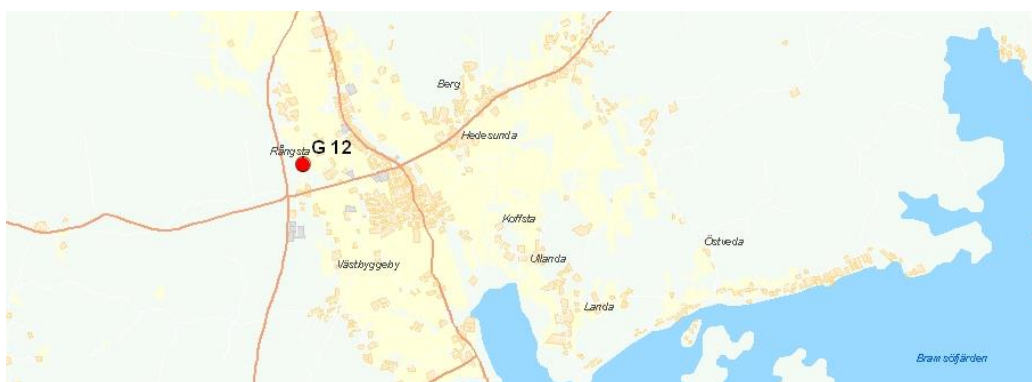 Berg
Hedesunda
Rångsta
G 12
Koffsta
Östveda
Ullanda
Västbyggeby
Landa
Bramsöfjärden